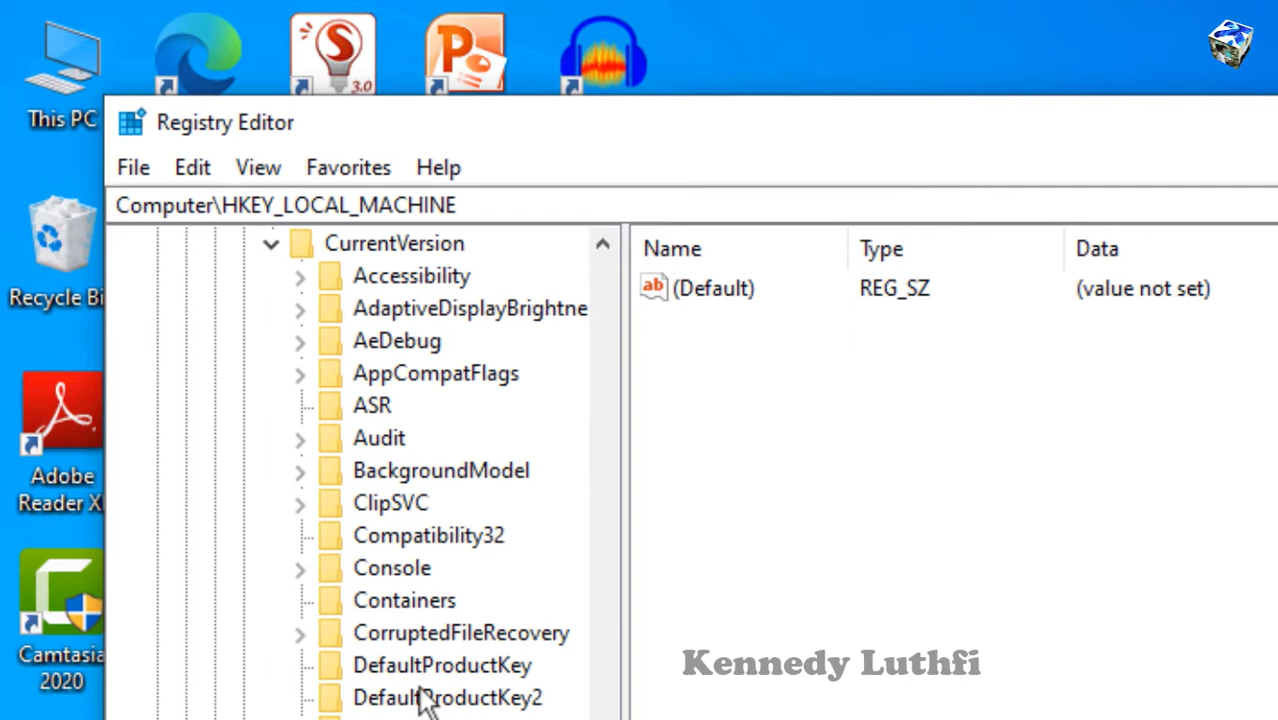 3.0
This PC
Registry Editor
File Edit View Favorites Help
Computer\HKEY_LOCAL_MACHINE
CurrentVersion
Name Type Data
Accessibility
ab (Default) REG_SZ (value not set)
Recycle Bi
AdaptiveDisplayBrightne
AeDebug
AppCompatFlags
ASR
Audit
BackgroundModel
Adobe
Reader X
ClipSVC
Compatibility32
Console
Containers
CorruptedFileRecovery
Camtasia
2020
DefaultProductKey
DefaultProductKey2
Kennedy Luthfi